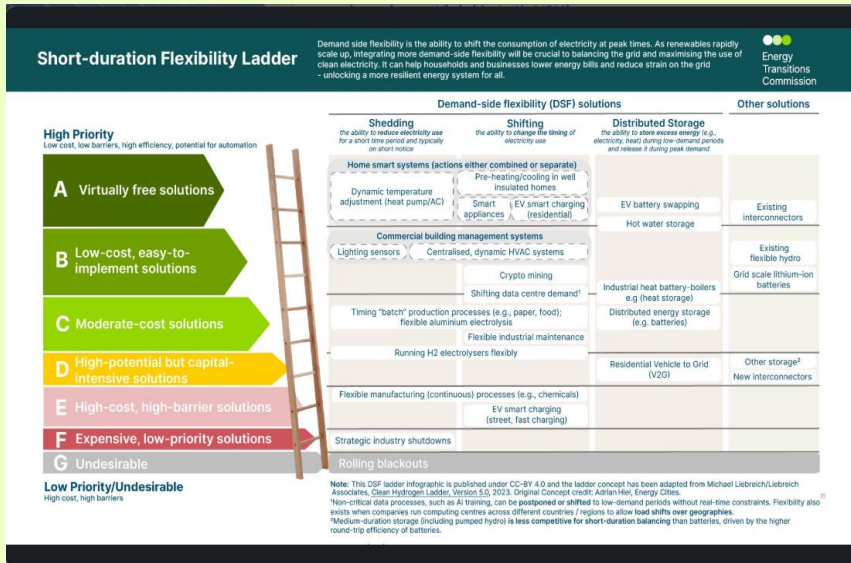 Short-duration Flexibility Ladder
Demand side flexibility is the ability to shift the consumption of electricity at peak times. As renewables rapidly
scale up, integrating more demand-side flexibility will be crucial to balancing the grid and maximising the use of
clean electricity. It can help households and businesses lower energy bills and reduce strain on the grid
- unlocking a more resilient energy system for all.
Energy
Transitions
Commission
Demand-side flexibility (DSF) solutions
Other solutions
High Priority
Low cost, low barriers, high efficiency, potential for automation
Shedding
the ability to reduce electricity use
for a short time period and typically
on short notice
Shifting
the ability to change the timing of
electricity use
Distributed Storage
the ability to store excess energy (e.g.,
electricity, heat) during low-demand periods
and release it during peak demand
A Virtually free solutions
Home smart systems (actions either combined or separate)
Dynamic temperature
adjustment (heat pump/AC)
Pre-heating/cooling in well
insulated homes
Smart
appliances
EV smart charging
(residential)
EV battery swapping
Hot water storage
Existing
interconnectors
B Low-cost, easy-to-
implement solutions
Commercial building management systems
Lighting sensors
Centralised, dynamic HVAC systems
Crypto mining
Shifting data centre demand¹
Industrial heat battery-boilers
e.g (heat storage)
Existing
flexible hydro
Grid scale lithium-ion
batteries
C Moderate-cost solutions
Timing "batch" production processes (e.g., paper, food);
flexible aluminium electrolysis
Flexible industrial maintenance
Distributed energy storage
(e.g. batteries)
D High-potential but capital-
intensive solutions
Running H2 electrolysers flexibly
Residential Vehicle to Grid
(V2G)
Other storage²
New interconnectors
E High-cost, high-barrier solutions
Flexible manufacturing (continuous) processes (e.g., chemicals)
EV smart charging
(street, fast charging)
F Expensive, low-priority solutions
Strategic industry shutdowns
G Undesirable
Rolling blackouts
Low Priority/Undesirable
High cost, high barriers
Note: This DSF ladder infographic is published under CC-BY 4.0 and the ladder concept has been adapted from Michael Liebreich/Liebreich
Associates, Clean Hydrogen Ladder, Version 5.0, 2023. Original Concept credit: Adrian Hiel, Energy Cities.
¹Non-critical data processes, such as AI training, can be postponed or shifted to low-demand periods without real-time constraints. Flexibility also
exists when companies run computing centres across different countries / regions to allow load shifts over geographies.
²Medium-duration storage (including pumped hydro) is less competitive for short-duration balancing than batteries, driven by the higher
round-trip efficiency of batteries.